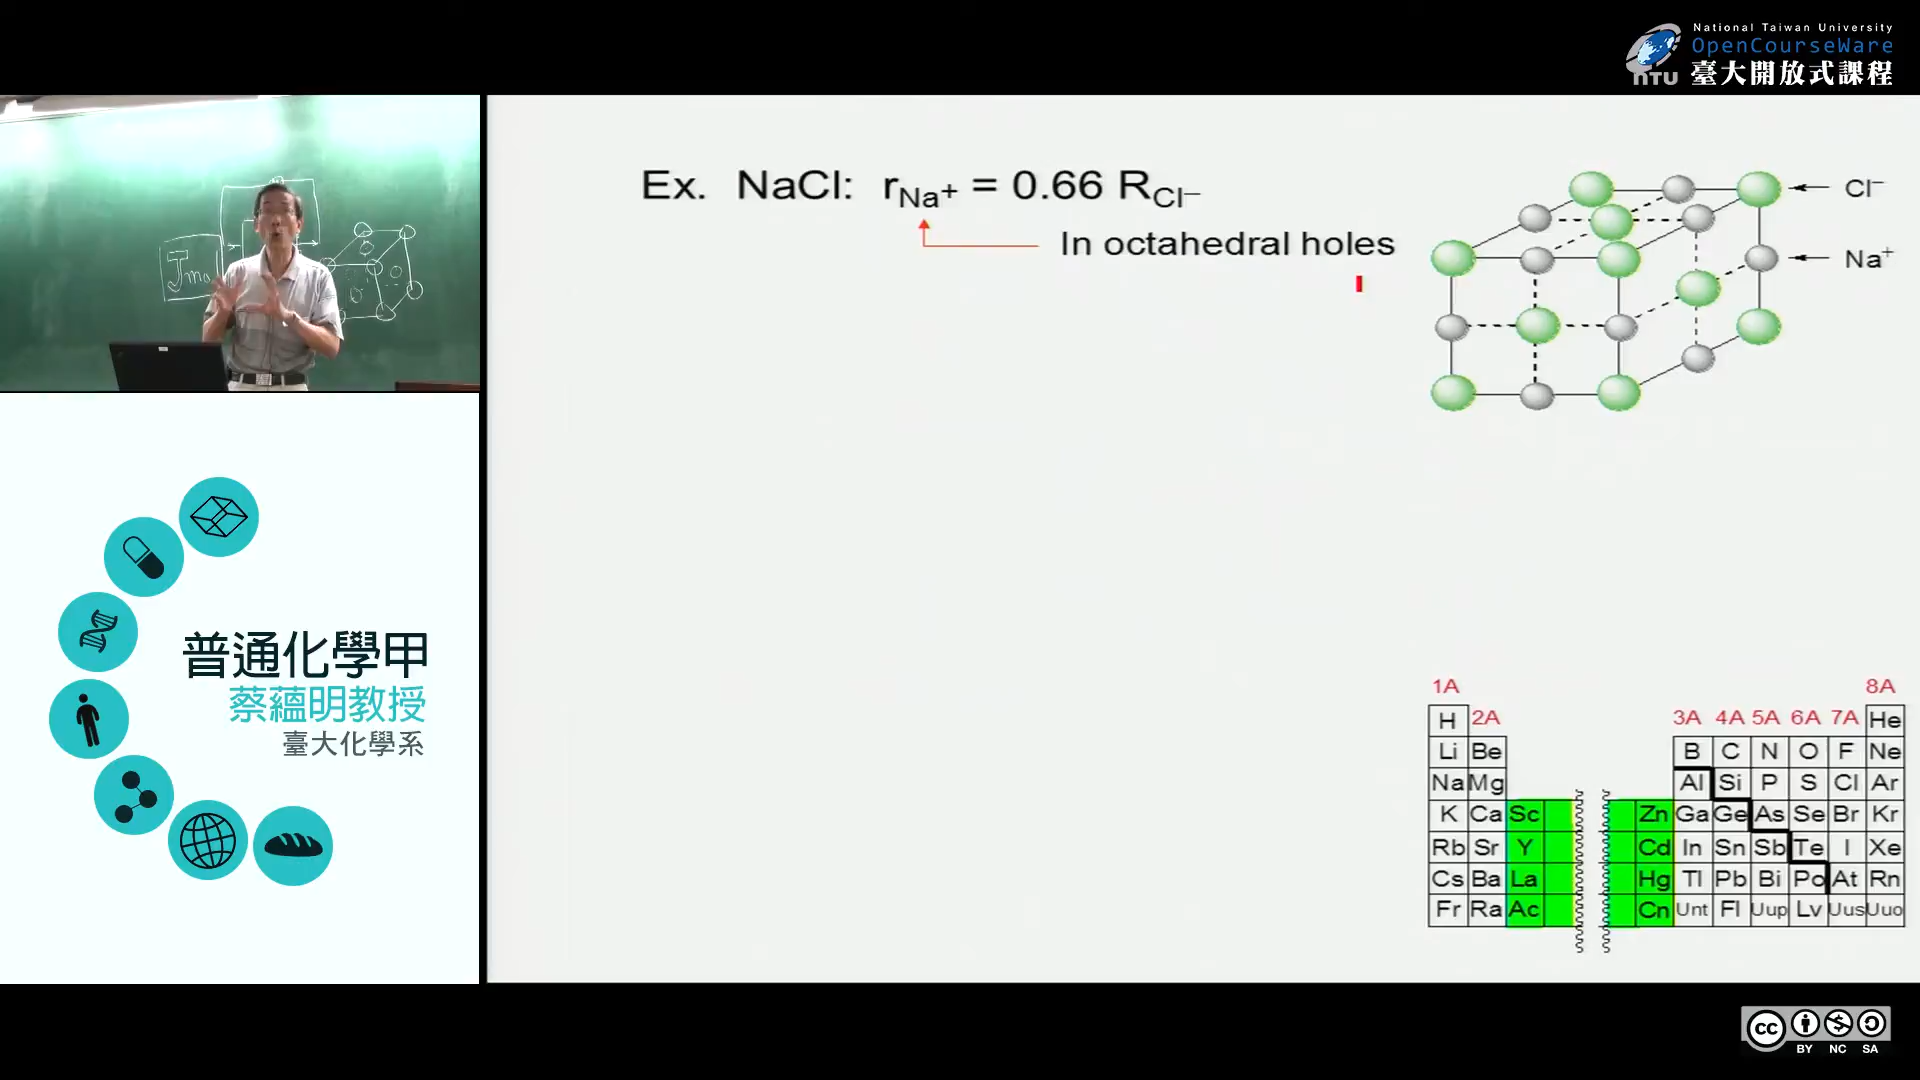 National Taiwan University
OpenCourseWare
臺大開放式課程
NTU
Ex. NaCl: rNa+ = 0.66 RCl–
In octahedral holes
Cl–
Na+
普通化學甲
蔡蘊明教授
臺大化學系
1A 8A
H 2A 3A 4A 5A 6A 7A He
Li Be B C N O F Ne
Na Mg Al Si P S Cl Ar
K Ca Sc Zn Ga Ge As Se Br Kr
Rb Sr Y Cd In Sn Sb Te I Xe
Cs Ba La Hg Tl Pb Bi Po At Rn
Fr Ra Ac Cn Unt Fl Uup Lv Uus Uuo
cc
BY NC SA